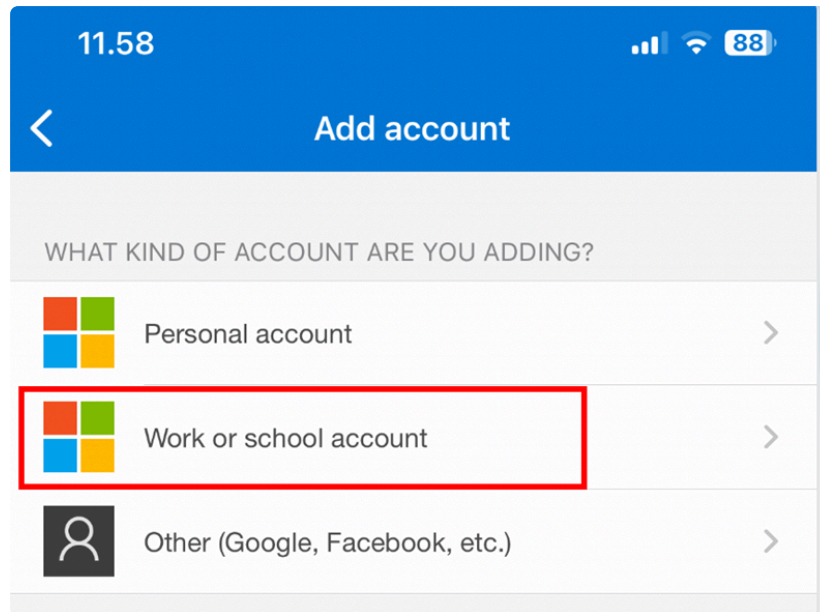 11.58
88
Add account
WHAT KIND OF ACCOUNT ARE YOU ADDING?
Personal account
Work or school account
Other (Google, Facebook, etc.)